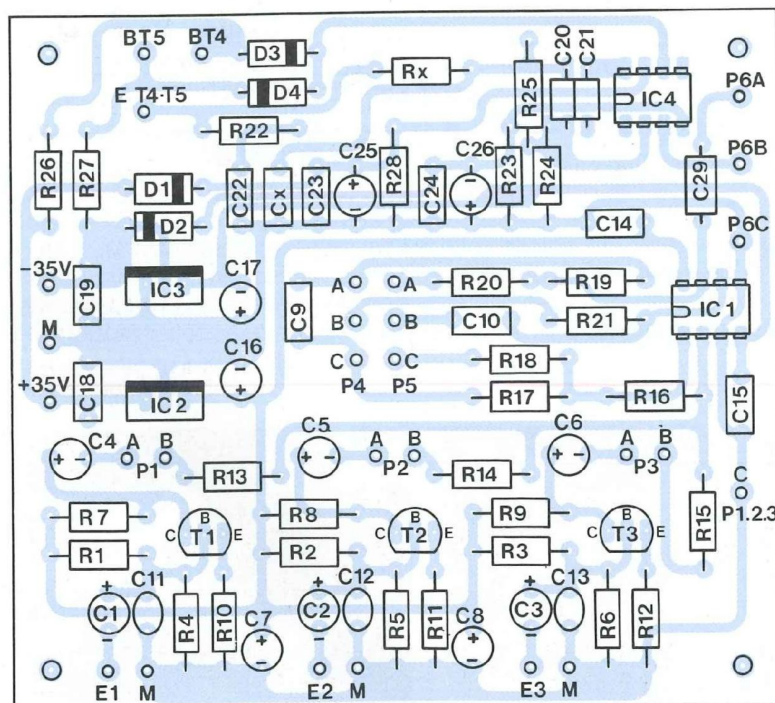 BT5 BT4 D3 C20 C21
E T4·T5 D4 Rx R25 IC4 P6A
R26 R27 R22 C25 R28 C26 R23 R24 C29 P6B
D1 C22 Cx C23 + - C24 + -
D2 C14 P6C
-35V C19 IC3 C17 - + C9 A A R20 R19
M B B C10 R21 IC1
+35V C18 IC2 C16 - + C C R18
P4 P5 R17 R16 C15
C4 + - A B P1 R13 C5 + - A B P2 R14 C6 + - A B P3 C
R7 R8 R9 R15 P1.2.3
R1 C B T1 E R2 C B T2 E R3 C B T3 E
+ C1 - C11 R4 R10 C7 + - + C2 - C12 R5 R11 C8 + - + C3 - C13 R6 R12
E1 M E2 M E3 M